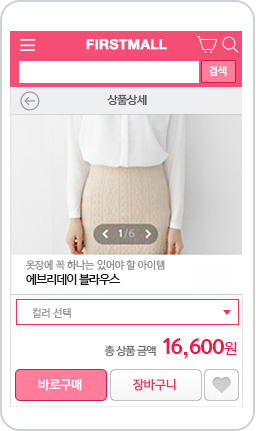 FIRSTMALL
검색
상품상세
1/6
옷장에 꼭 하나는 있어야 할 아이템
에브리데이 블라우스
컬러 선택
총 상품 금액 16,600원
바로구매 장바구니